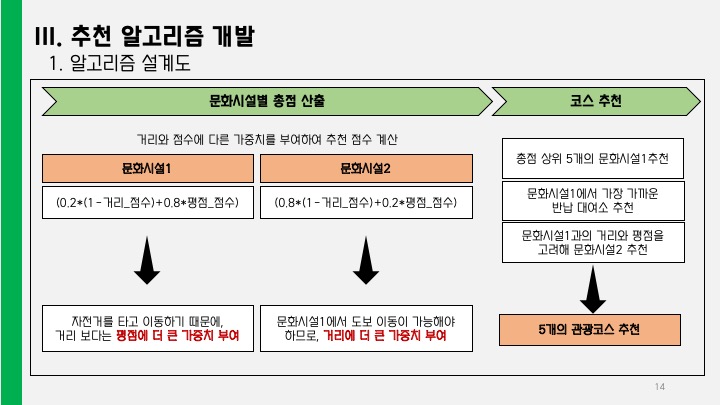 III. 추천 알고리즘 개발
1. 알고리즘 설계도
문화시설별 총점 산출
코스 추천
거리와 점수에 다른 가중치를 부여하여 추천 점수 계산
문화시설1
문화시설2
(0.2*(1-거리_점수)+0.8*평점_점수)
(0.8*(1-거리_점수)+0.2*평점_점수)
자전거를 타고 이동하기 때문에,
거리 보다는 평점에 더 큰 가중치 부여
문화시설1에서 도보 이동이 가능해야
하므로, 거리에 더 큰 가중치 부여
총점 상위 5개의 문화시설1추천
문화시설1에서 가장 가까운
반납 대여소 추천
문화시설1과의 거리와 평점을
고려해 문화시설2 추천
5개의 관광코스 추천
14